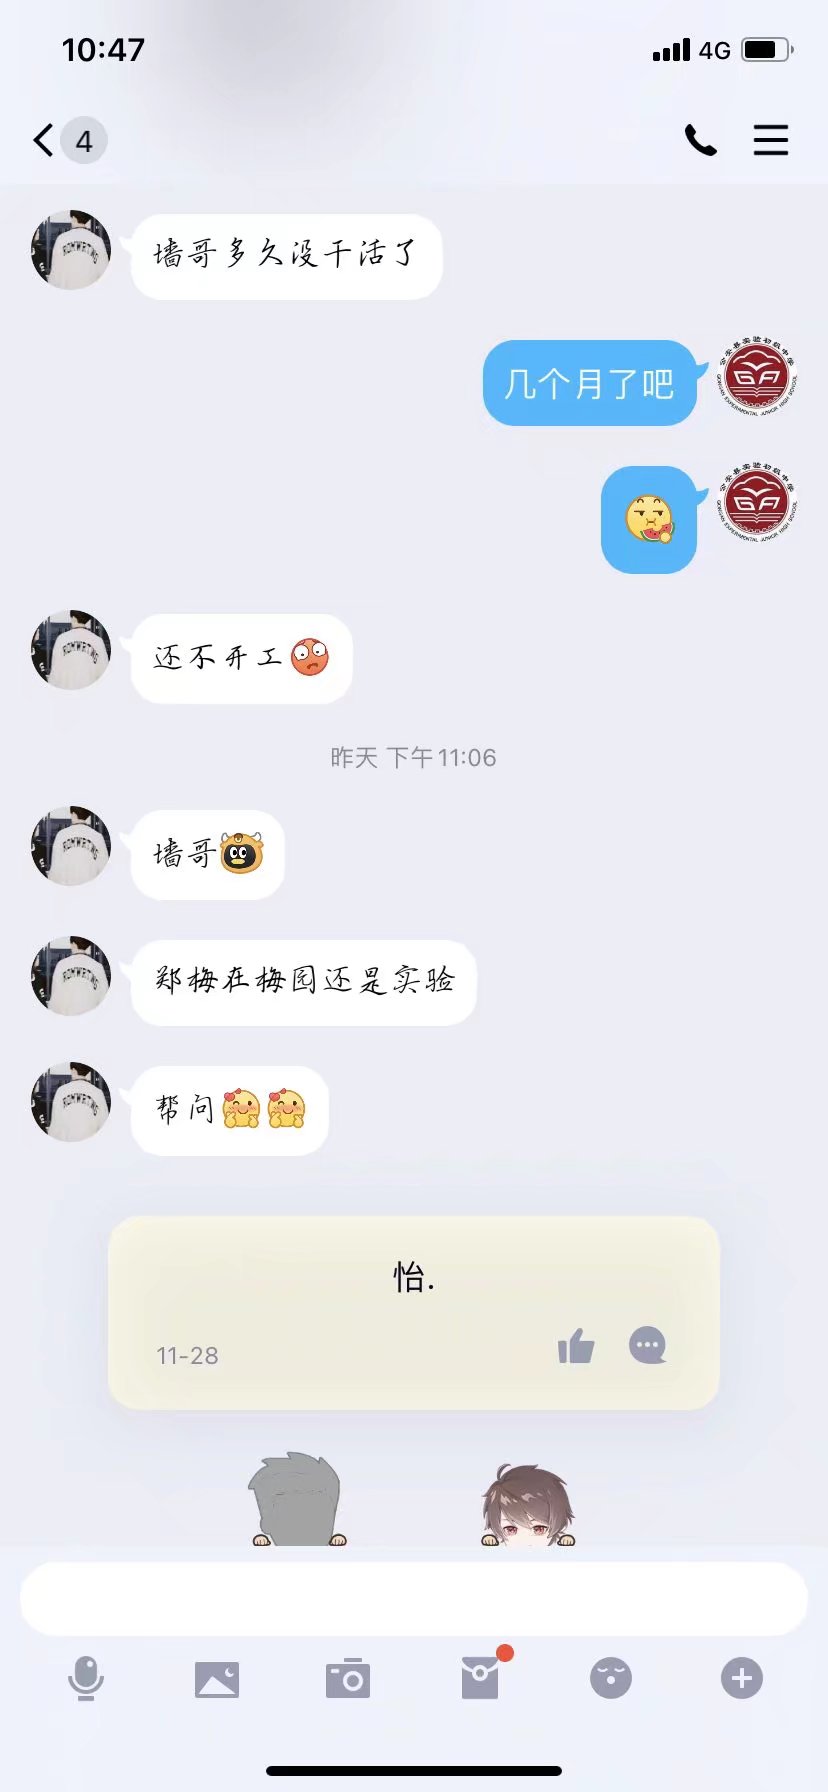 10:47
4G
4
墙哥多久没干活了
几个月了吧
还不开工
昨天 下午11:06
墙哥
郑梅在梅园还是实验
帮问
怡.
11-28